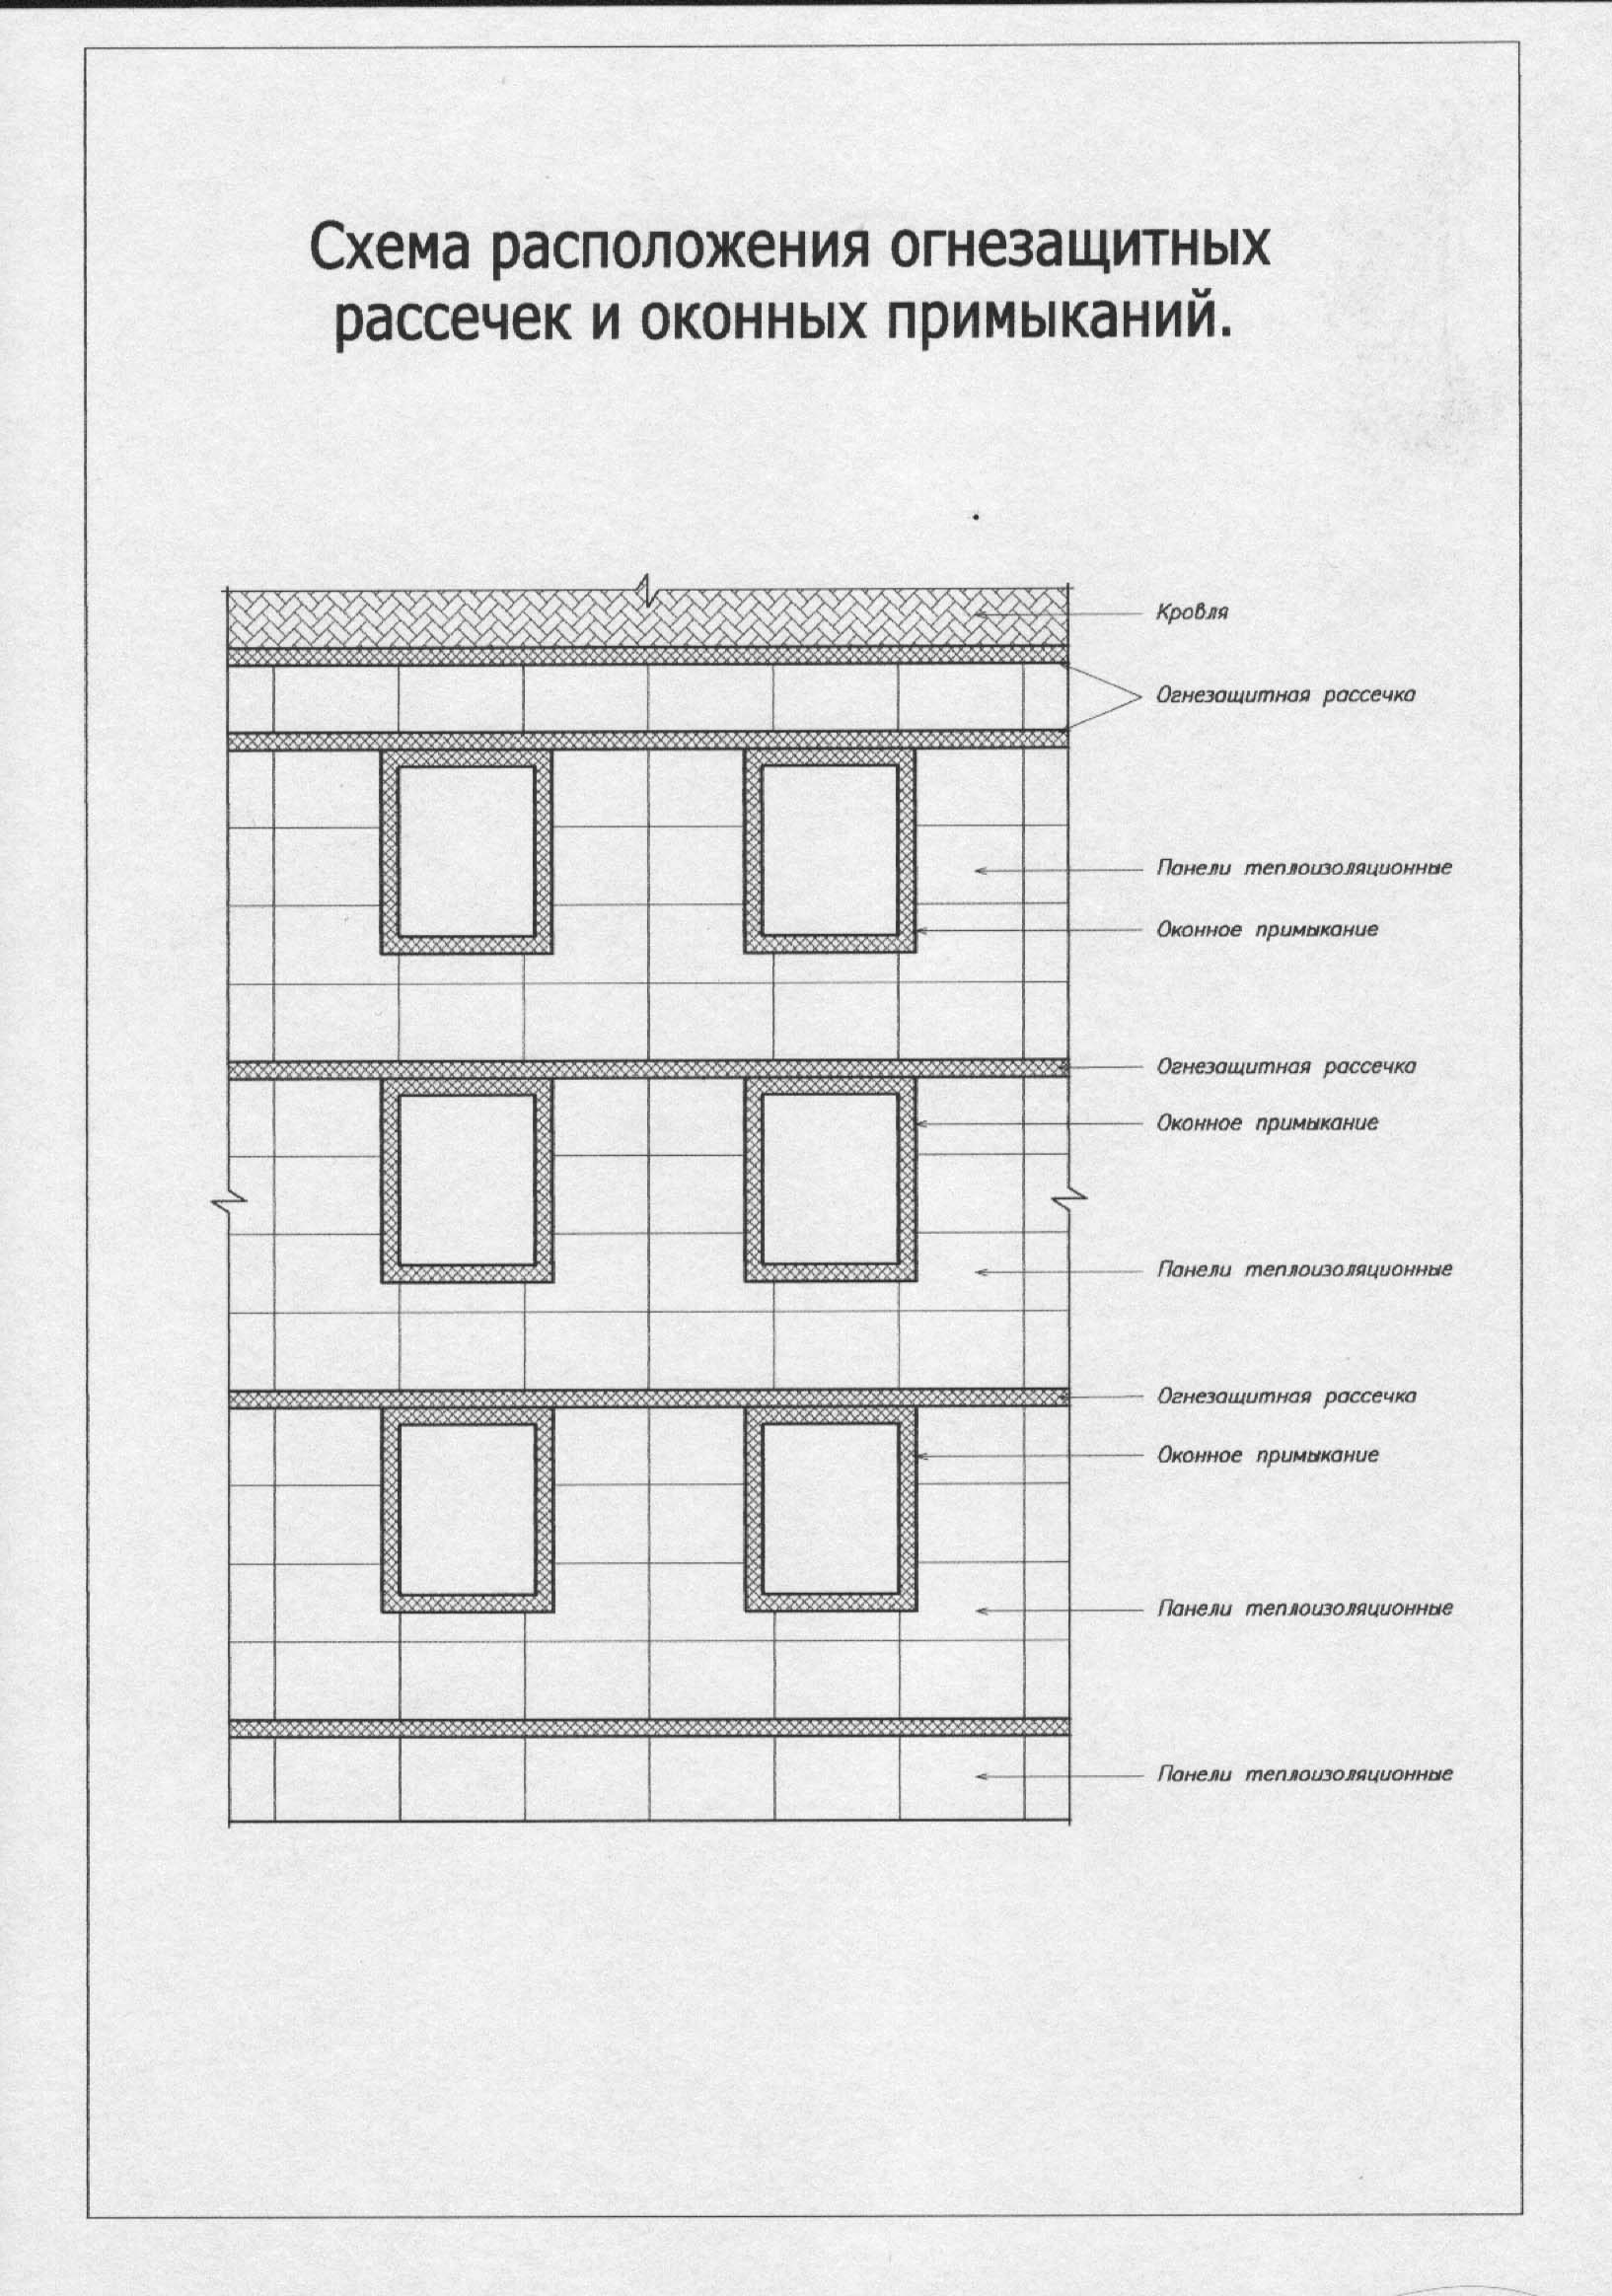 Схема расположения огнезащитных
рассечек и оконных примыканий.
Кровля
Огнезащитная рассечка
Панели теплоизоляционные
Оконное примыкание
Огнезащитная рассечка
Оконное примыкание
Панели теплоизоляционные
Огнезащитная рассечка
Оконное примыкание
Панели теплоизоляционные
Панели теплоизоляционные